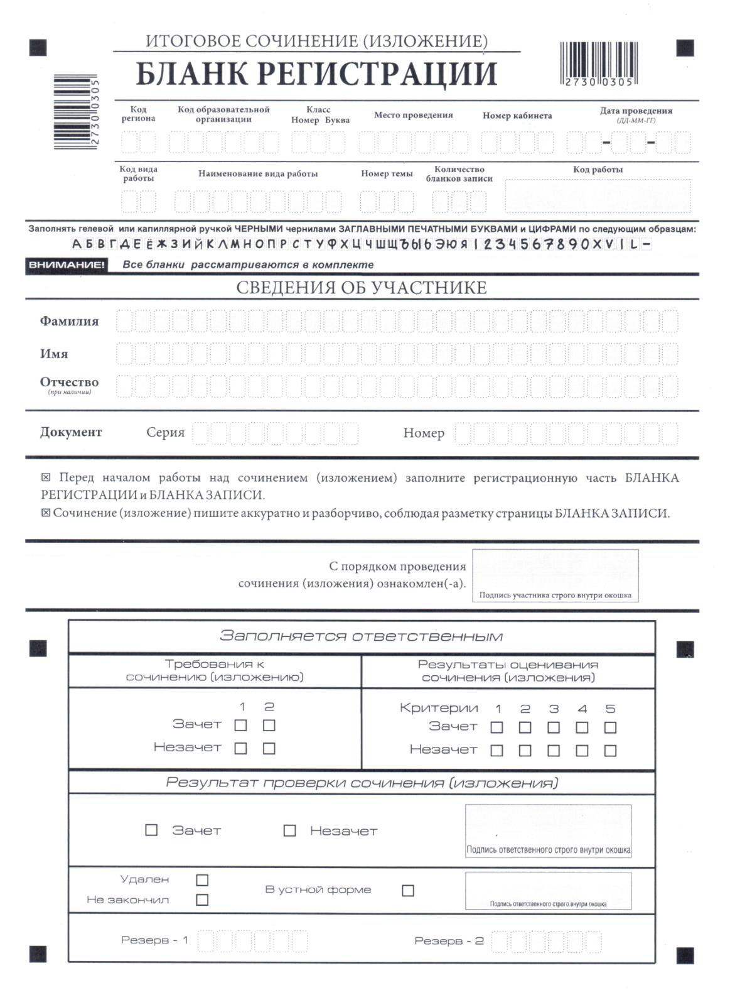 ИТОГОВОЕ СОЧИНЕНИЕ (ИЗЛОЖЕНИЕ)
БЛАНК РЕГИСТРАЦИИ
2730 0305
2730 0305
Код региона
Код образовательной организации
Класс
Номер Буква
Место проведения
Номер кабинета
Дата проведения
(ДД-ММ-ГГ)
– –
Код вида работы
Наименование вида работы
Номер темы
Количество бланков записи
Код работы
Заполнять гелевой или капиллярной ручкой ЧЕРНЫМИ чернилами ЗАГЛАВНЫМИ ПЕЧАТНЫМИ БУКВАМИ и ЦИФРАМИ по следующим образцам:
АБВГДЕЁЖЗИЙКЛМНОПРСТУФХЦЧШЩЪЫЬЭЮЯ1234567890XVIL-
ВНИМАНИЕ! Все бланки рассматриваются в комплекте
СВЕДЕНИЯ ОБ УЧАСТНИКЕ
Фамилия
Имя
Отчество
(при наличии)
Документ Серия Номер
☒ Перед началом работы над сочинением (изложением) заполните регистрационную часть БЛАНКА
РЕГИСТРАЦИИ и БЛАНКА ЗАПИСИ.
☒ Сочинение (изложение) пишите аккуратно и разборчиво, соблюдая разметку страницы БЛАНКА ЗАПИСИ.
С порядком проведения
сочинения (изложения) ознакомлен(-а).
Подпись участника строго внутри окошка
Заполняется ответственным
Требования к
сочинению (изложению)
Результаты оценивания
сочинения (изложения)
1 2
Зачет
Незачет
Критерии 1 2 3 4 5
Зачет
Незачет
Результат проверки сочинения (изложения)
Зачет Незачет
Подпись ответственного строго внутри окошка
Удален
Не закончил
В устной форме
Подпись ответственного строго внутри окошка
Резерв - 1 Резерв - 2